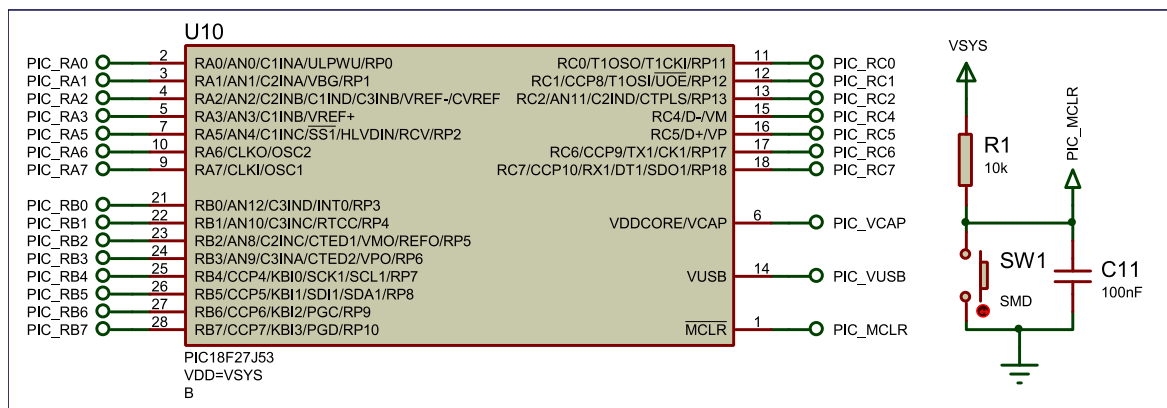 U10
PIC_RA0 2 RA0/AN0/C1INA/ULPWU/RP0 RC0/T1OSO/T1CKI/RP11 11 PIC_RC0
PIC_RA1 3 RA1/AN1/C2INA/VBG/RP1 RC1/CCP8/T1OSI/UOE/RP12 12 PIC_RC1
PIC_RA2 4 RA2/AN2/C2INB/C1IND/C3INB/VREF-/CVREF RC2/AN11/C2IND/CTPLS/RP13 13 PIC_RC2
PIC_RA3 5 RA3/AN3/C1INB/VREF+ RC4/D-/VM 15 PIC_RC4
PIC_RA5 7 RA5/AN4/C1INC/SS1/HLVDIN/RCV/RP2 RC5/D+/VP 16 PIC_RC5
PIC_RA6 10 RA6/CLKO/OSC2 RC6/CCP9/TX1/CK1/RP17 17 PIC_RC6
PIC_RA7 9 RA7/CLKI/OSC1 RC7/CCP10/RX1/DT1/SDO1/RP18 18 PIC_RC7
PIC_RB0 21 RB0/AN12/C3IND/INT0/RP3
PIC_RB1 22 RB1/AN10/C3INC/RTCC/RP4 VDDCORE/VCAP 6 PIC_VCAP
PIC_RB2 23 RB2/AN8/C2INC/CTED1/VMO/REFO/RP5
PIC_RB3 24 RB3/AN9/C3INA/CTED2/VPO/RP6
PIC_RB4 25 RB4/CCP4/KBI0/SCK1/SCL1/RP7 VUSB 14 PIC_VUSB
PIC_RB5 26 RB5/CCP5/KBI1/SDI1/SDA1/RP8
PIC_RB6 27 RB6/CCP6/KBI2/PGC/RP9
PIC_RB7 28 RB7/CCP7/KBI3/PGD/RP10 MCLR 1 PIC_MCLR
PIC18F27J53
VDD=VSYS
B
VSYS
PIC_MCLR
R1
10k
SW1
SMD
C11
100nF